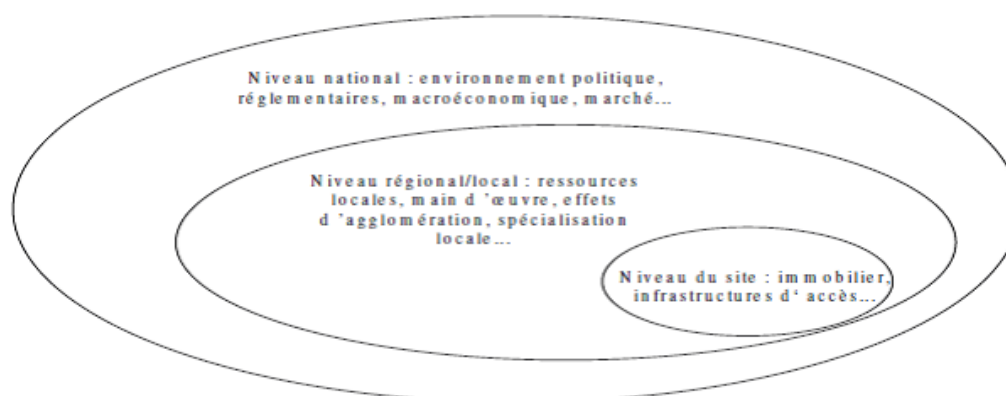 Niveau national : environnement politique,
réglementaires, macroéconomique, marché...
Niveau régional/local : ressources
locales, main d 'œuvre, effets
d 'agglomération, spécialisation
locale...
Niveau du site : immobilier,
infrastructures d‘ accès...